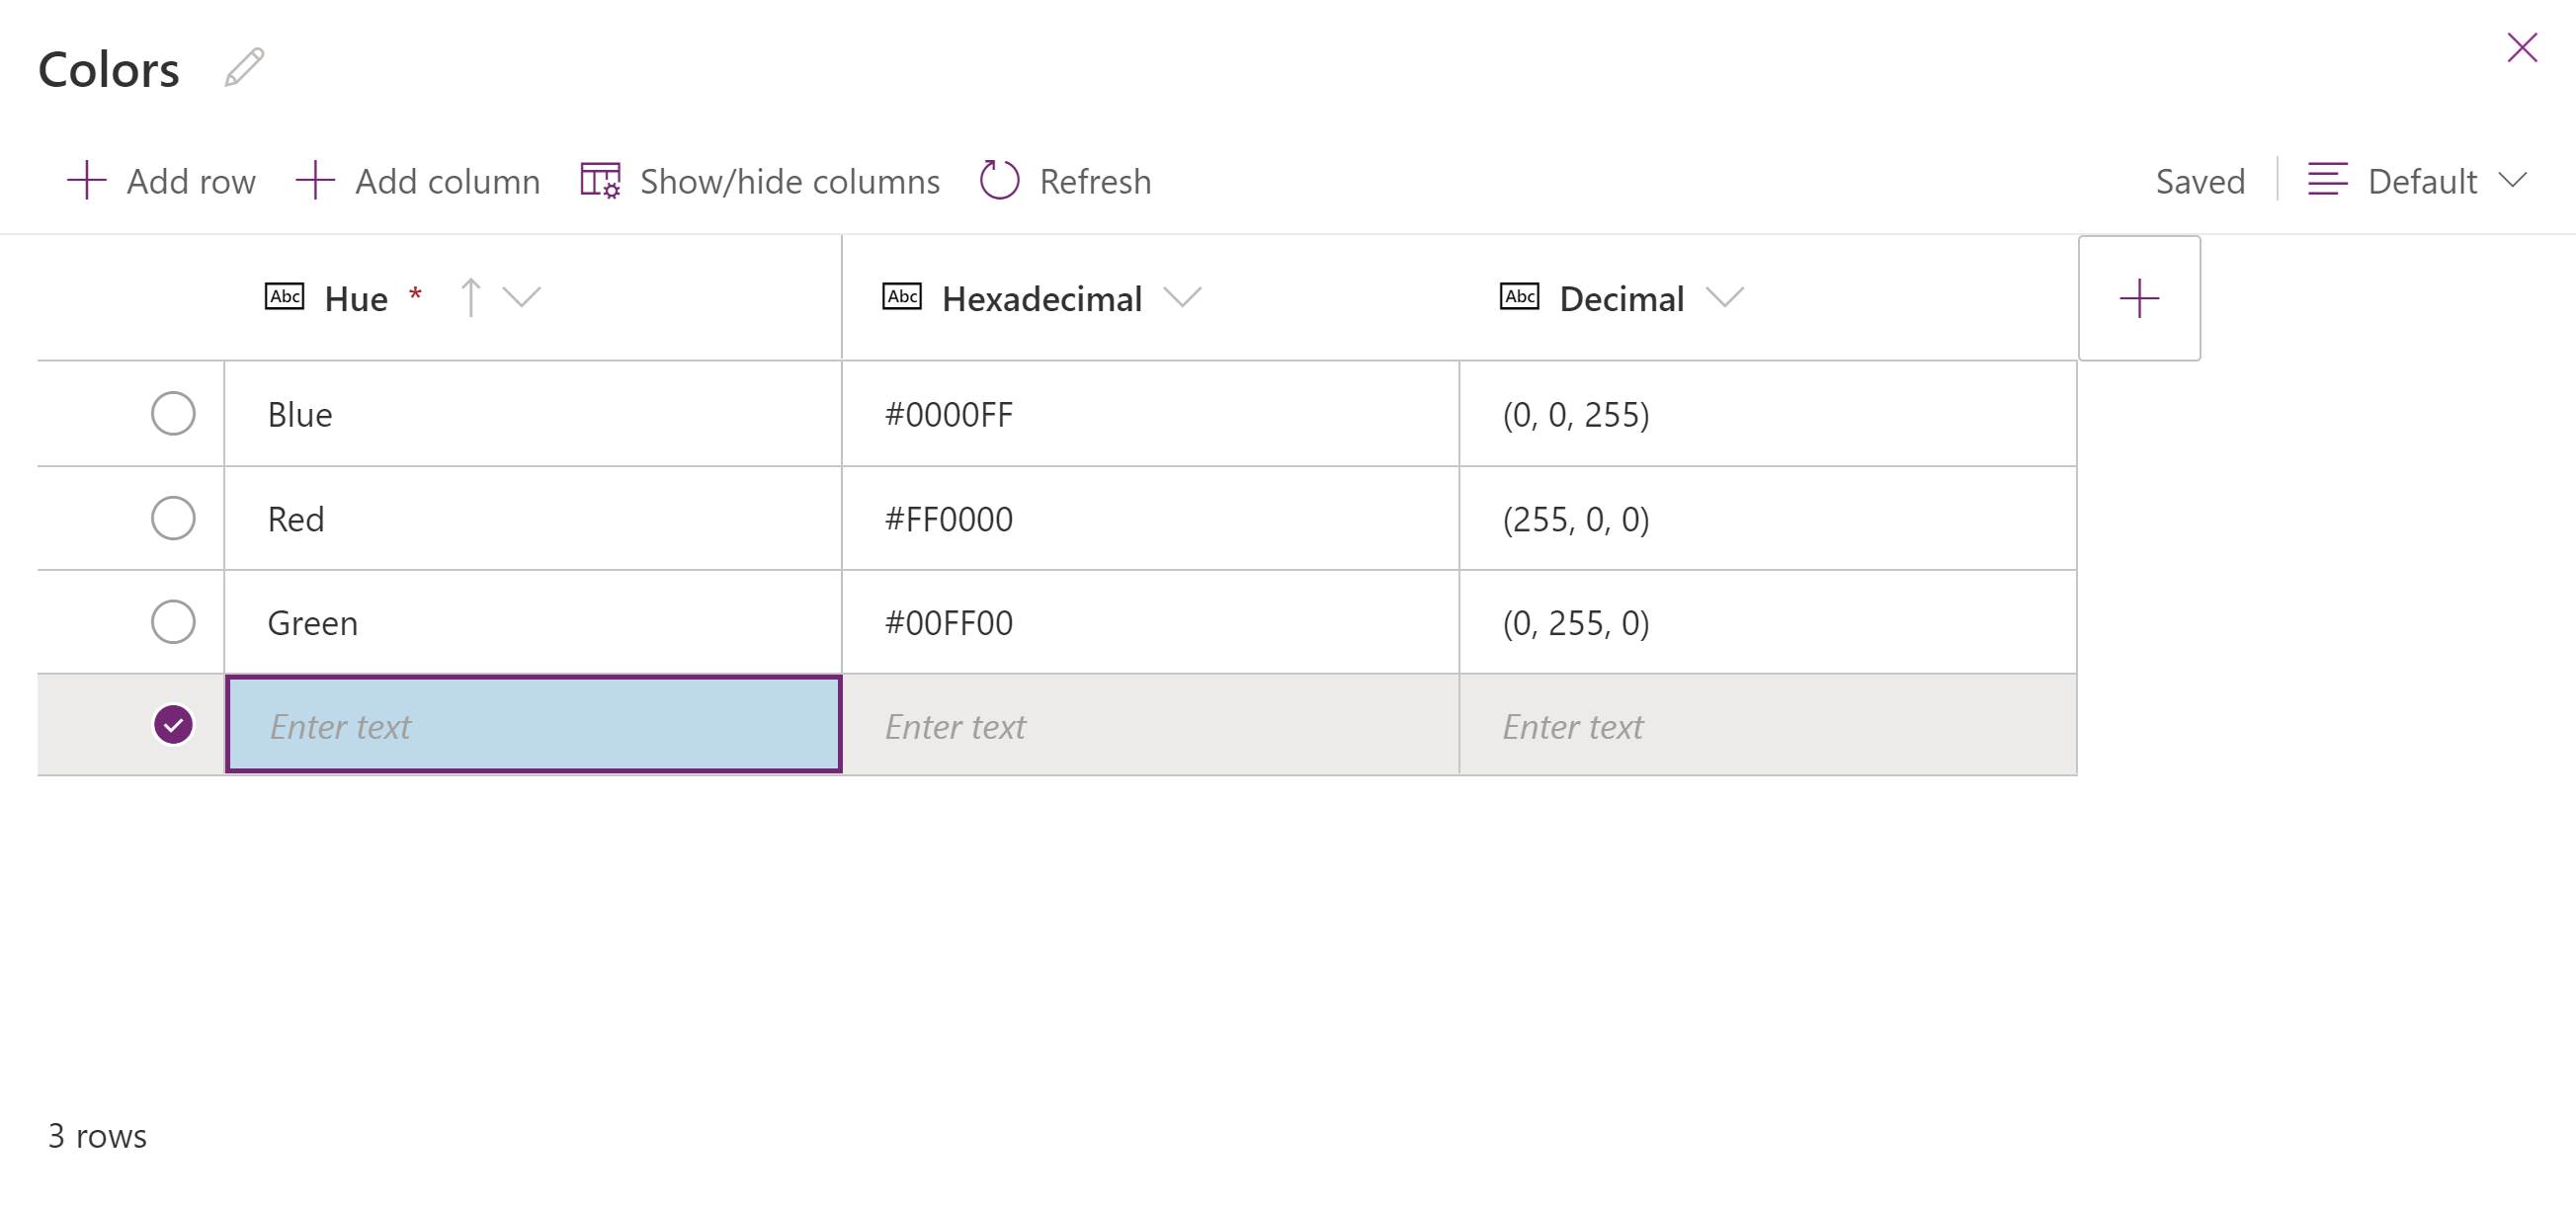 Colors
Add row Add column Show/hide columns Refresh Saved Default
Abc Hue * Abc Hexadecimal Abc Decimal
Blue #0000FF (0, 0, 255)
Red #FF0000 (255, 0, 0)
Green #00FF00 (0, 255, 0)
Enter text Enter text Enter text
3 rows